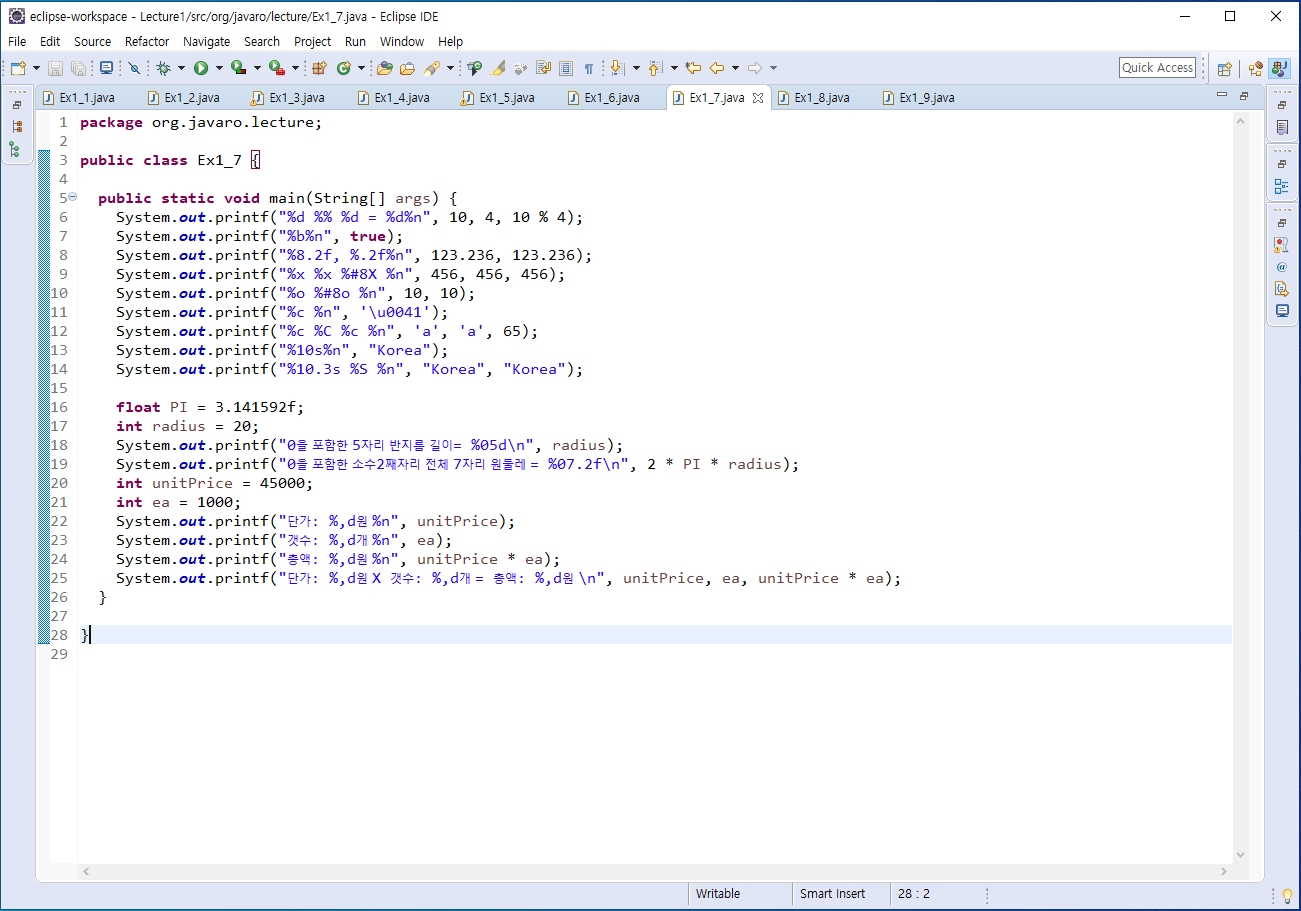 eclipse-workspace - Lecture1/src/org/javaro/lecture/Ex1_7.java - Eclipse IDE
File Edit Source Refactor Navigate Search Project Run Window Help
Quick Access
Ex1_1.java Ex1_2.java Ex1_3.java Ex1_4.java Ex1_5.java Ex1_6.java Ex1_7.java Ex1_8.java Ex1_9.java
1 package org.javaro.lecture;
2
3 public class Ex1_7 {
4
5 public static void main(String[] args) {
6 System.out.printf("%d %% %d = %d%n", 10, 4, 10 % 4);
7 System.out.printf("%b%n", true);
8 System.out.printf("%8.2f, %.2f%n", 123.236, 123.236);
9 System.out.printf("%x %x %#8X %n", 456, 456, 456);
10 System.out.printf("%o %#8o %n", 10, 10);
11 System.out.printf("%c %n", '\u0041');
12 System.out.printf("%c %C %c %n", 'a', 'a', 65);
13 System.out.printf("%10s%n", "Korea");
14 System.out.printf("%10.3s %S %n", "Korea", "Korea");
15
16 float PI = 3.141592f;
17 int radius = 20;
18 System.out.printf("0을 포함한 5자리 반지름 길이= %05d\n", radius);
19 System.out.printf("0을 포함한 소수2째자리 전체 7자리 원둘레 = %07.2f\n", 2 * PI * radius);
20 int unitPrice = 45000;
21 int ea = 1000;
22 System.out.printf("단가: %,d원 %n", unitPrice);
23 System.out.printf("갯수: %,d개 %n", ea);
24 System.out.printf("총액: %,d원 %n", unitPrice * ea);
25 System.out.printf("단가: %,d원 X 갯수: %,d개 = 총액: %,d원 \n", unitPrice, ea, unitPrice * ea);
26 }
27
28 }
29
Writable Smart Insert 28 : 2